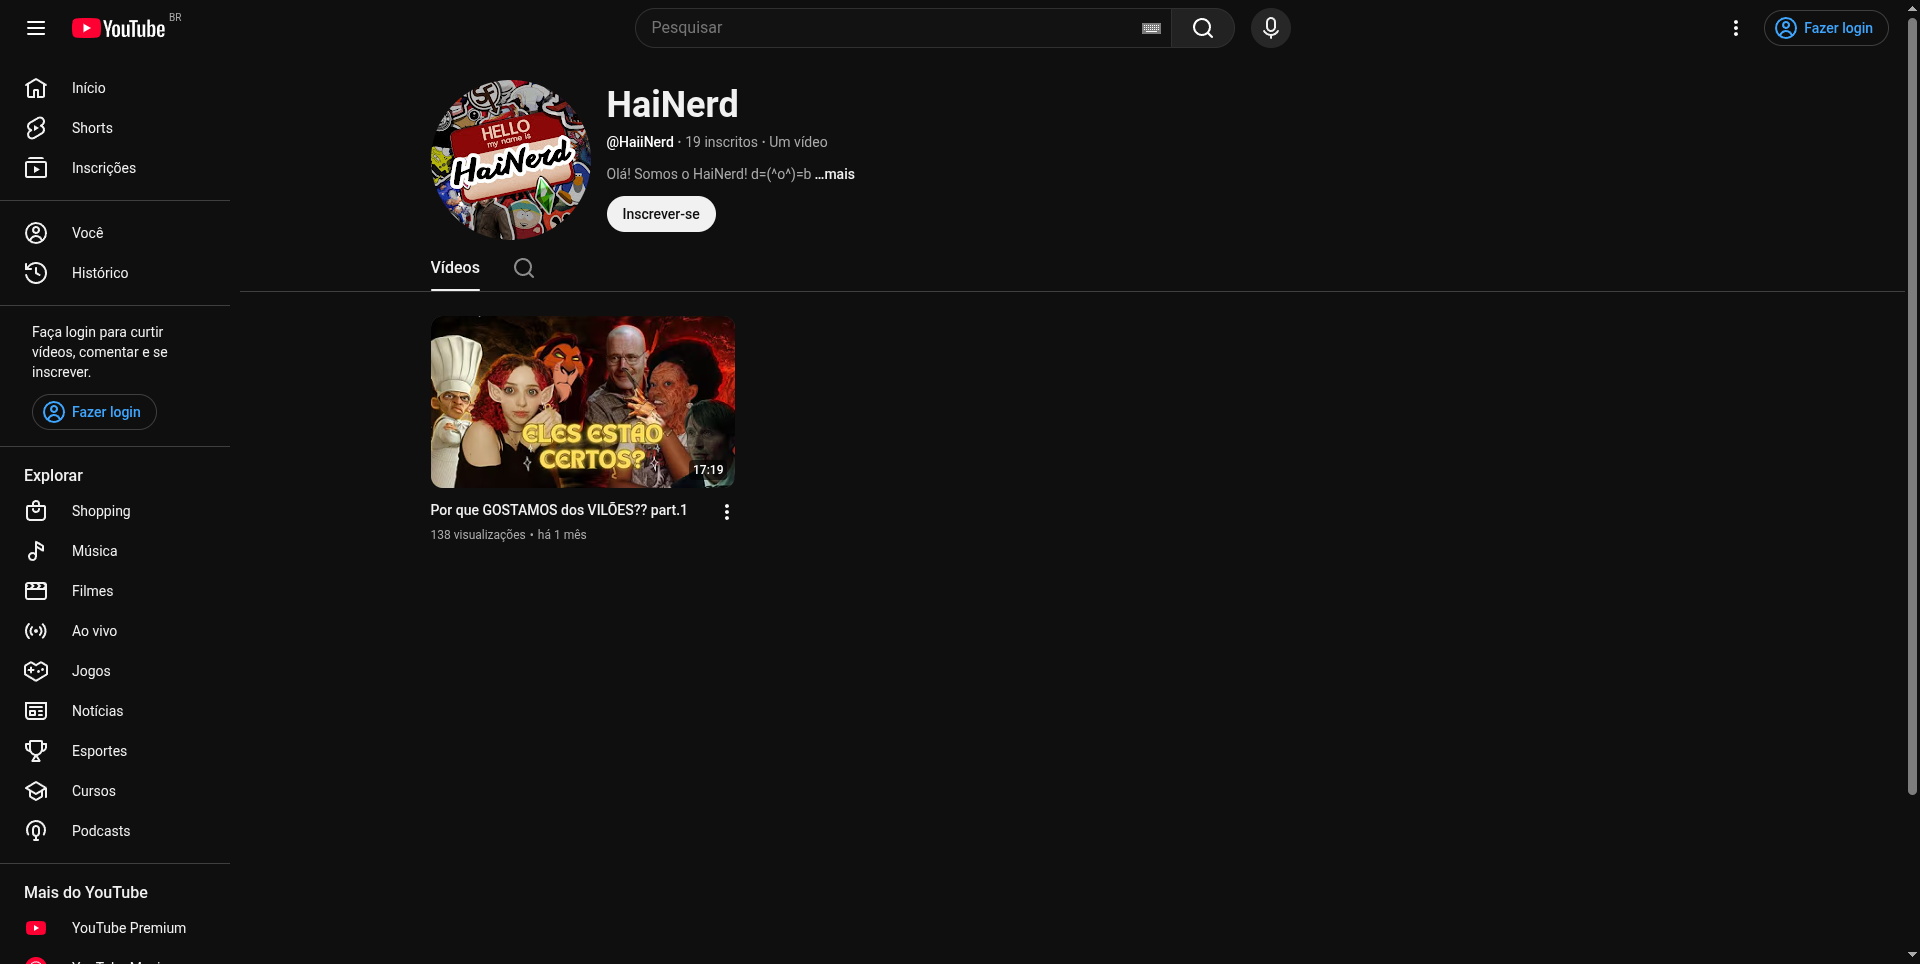 YouTube BR
Pesquisar
Fazer login
Início
Shorts
Inscrições
Você
Histórico
Faça login para curtir
vídeos, comentar e se
inscrever.
Fazer login
Explorar
Shopping
Música
Filmes
Ao vivo
Jogos
Notícias
Esportes
Cursos
Podcasts
Mais do YouTube
YouTube Premium
HELLO
my name is
HaiNerd
HaiNerd
@HaiiNerd · 19 inscritos · Um vídeo
Olá! Somos o HaiNerd! d=(^o^)=b ...mais
Inscrever-se
Vídeos
ELES ESTÃO
CERTOS?
17:19
Por que GOSTAMOS dos VILÕES?? part.1
138 visualizações • há 1 mês